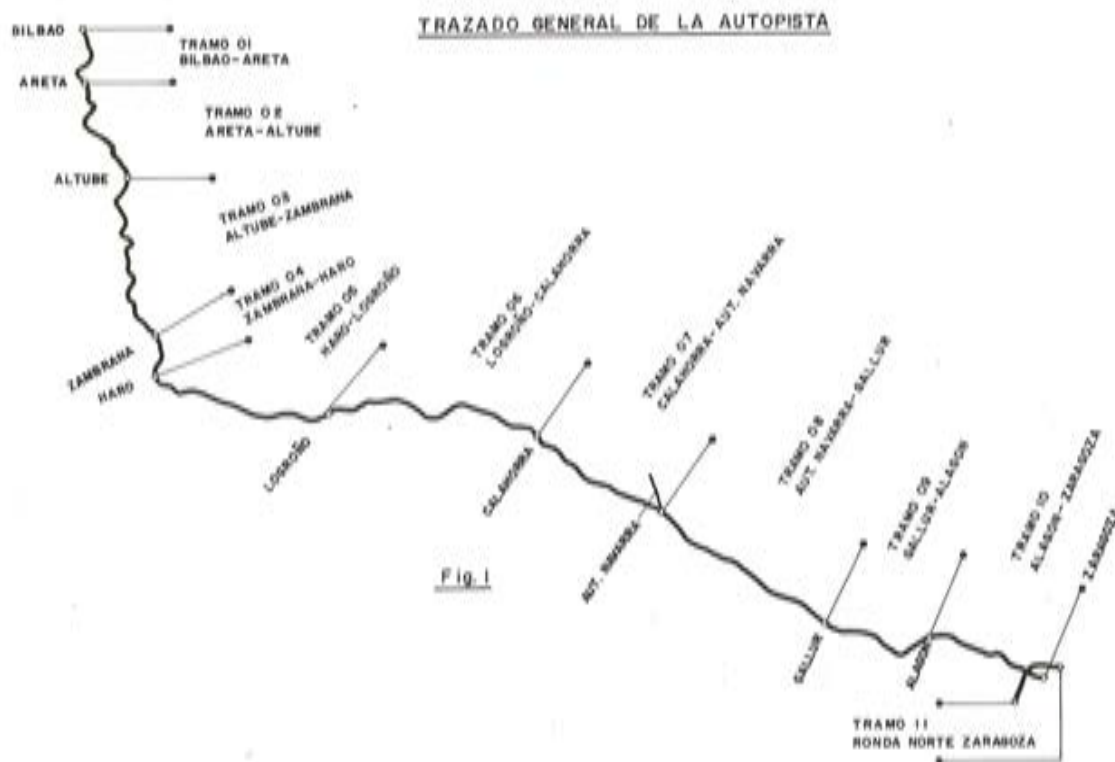 TRAZADO GENERAL DE LA AUTOPISTA
BILBAO
TRAMO 01
BILBAO-ARETA
ARETA
TRAMO 02
ARETA-ALTUBE
ALTUBE
TRAMO 03
ALTUBE-ZAMBRANA
TRAMO 04
ZAMBRANA-HARO
TRAMO 05
HARO-LOGROÑO
ZAMBRANA
HARO
LOGROÑO
TRAMO 06
LOGROÑO-CALAHORRA
CALAHORRA
TRAMO 07
CALAHORRA-AUT. NAVARRA
AUT. NAVARRA
TRAMO 08
AUT. NAVARRA-GALLUR
GALLUR
TRAMO 09
GALLUR-ALAGON
ALAGON
TRAMO 10
ALAGON-ZARAGOZA
ZARAGOZA
TRAMO 11
RONDA NORTE ZARAGOZA
Fig. 1